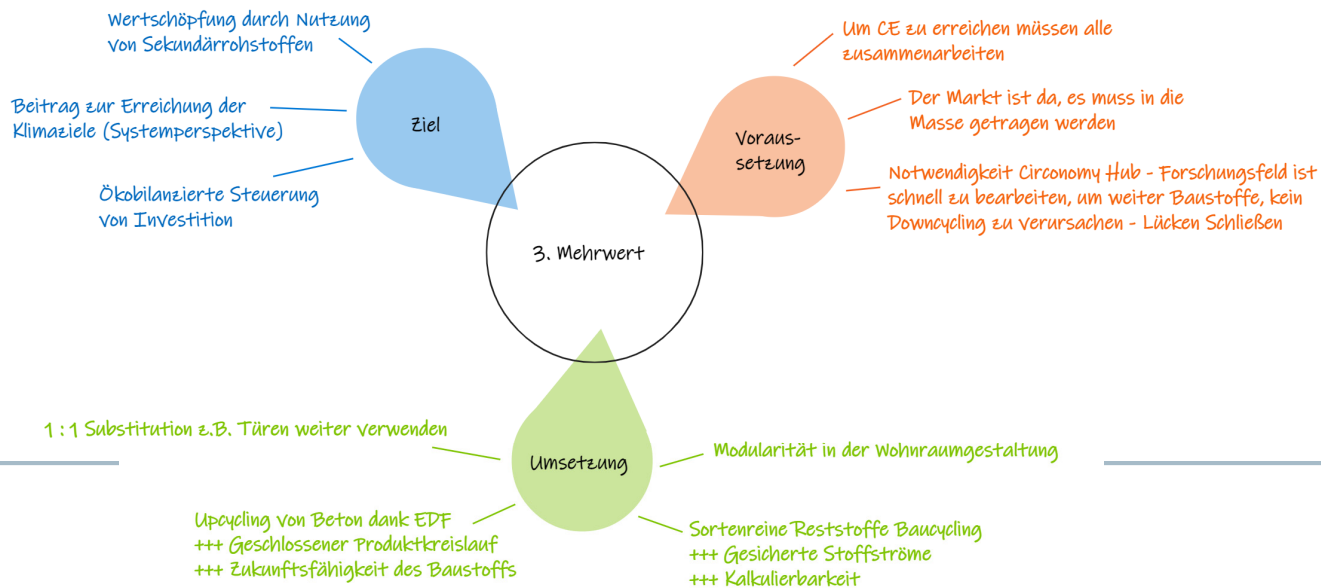 Wertschöpfung durch Nutzung
von Sekundärrohstoffen
Beitrag zur Erreichung der
Klimaziele (Systemperspektive)
Ökobilanzierte Steuerung
von Investition
Ziel
Um CE zu erreichen müssen alle
zusammenarbeiten
Der Markt ist da, es muss in die
Masse getragen werden
Notwendigkeit Circonomy Hub - Forschungsfeld ist
schnell zu bearbeiten, um weiter Baustoffe, kein
Downcycling zu verursachen - Lücken Schließen
Voraus-
setzung
3. Mehrwert
1 : 1 Substitution z.B. Türen weiter verwenden
Umsetzung
Modularität in der Wohnraumgestaltung
Upcycling von Beton dank EDF
+++ Geschlossener Produktkreislauf
+++ Zukunftsfähigkeit des Baustoffs
Sortenreine Reststoffe Baucycling
+++ Gesicherte Stoffströme
+++ Kalkulierbarkeit